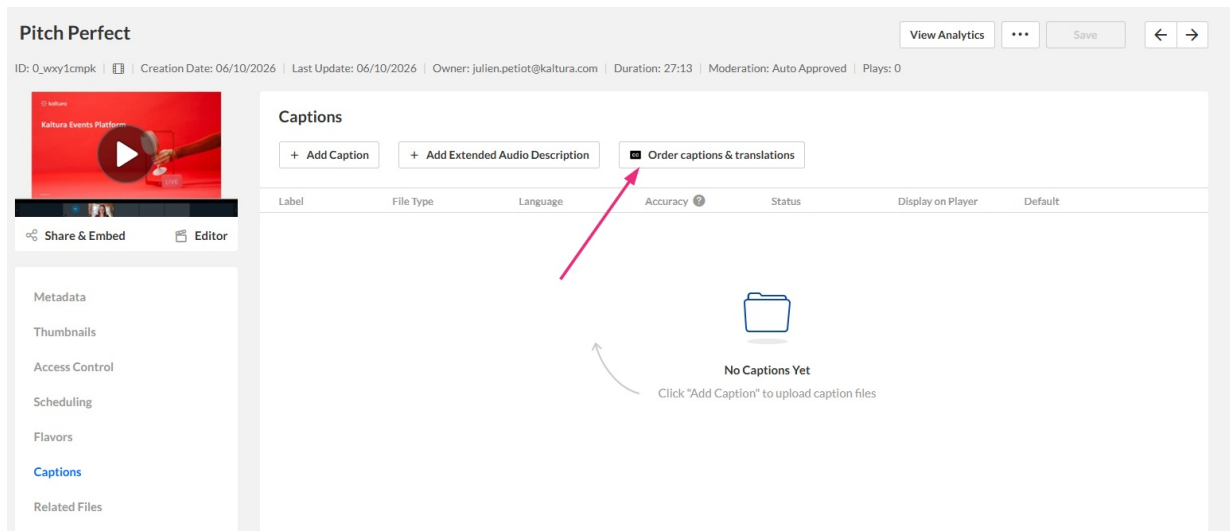 Pitch Perfect
View Analytics
Save
ID: 0_wxy1cmpk | Creation Date: 06/10/2026 | Last Update: 06/10/2026 | Owner: julien.petiot@kaltura.com | Duration: 27:13 | Moderation: Auto Approved | Plays: 0
kaltura
Kaltura Events Platform
LIVE
Share & Embed
Editor
Captions
+ Add Caption
+ Add Extended Audio Description
CC Order captions & translations
Label File Type Language Accuracy ? Status Display on Player Default
No Captions Yet
Click "Add Caption" to upload caption files
Metadata
Thumbnails
Access Control
Scheduling
Flavors
Captions
Related Files